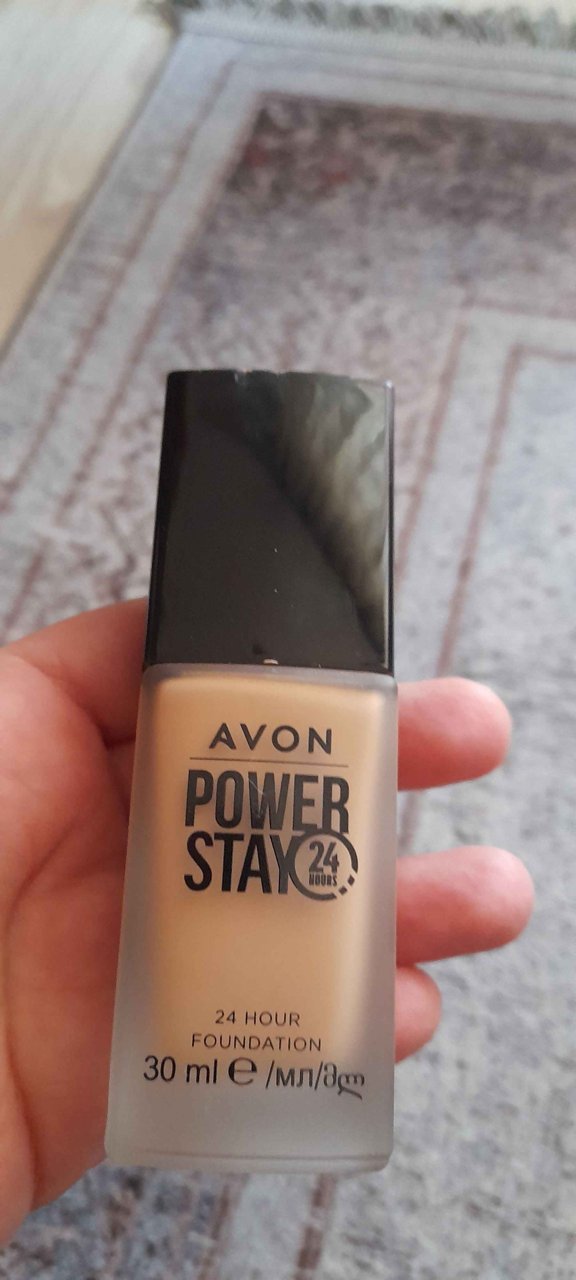 AVON
POWER
STAY 24
HOURS
24 HOUR
FOUNDATION
30 ml ℮ /мл/მლ